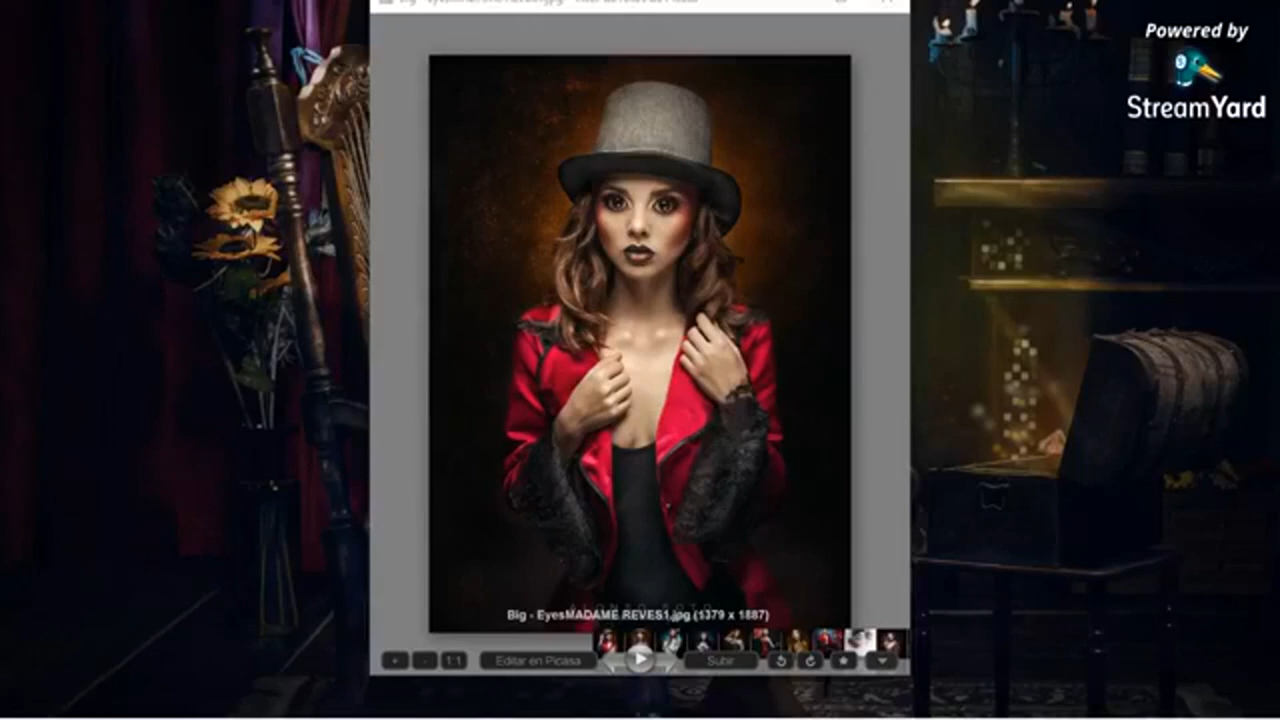 Powered by
StreamYard
Big - EyesMADAME REVES1.jpg (1379 x 1887)
1:1
Editar en Picasa
Subir